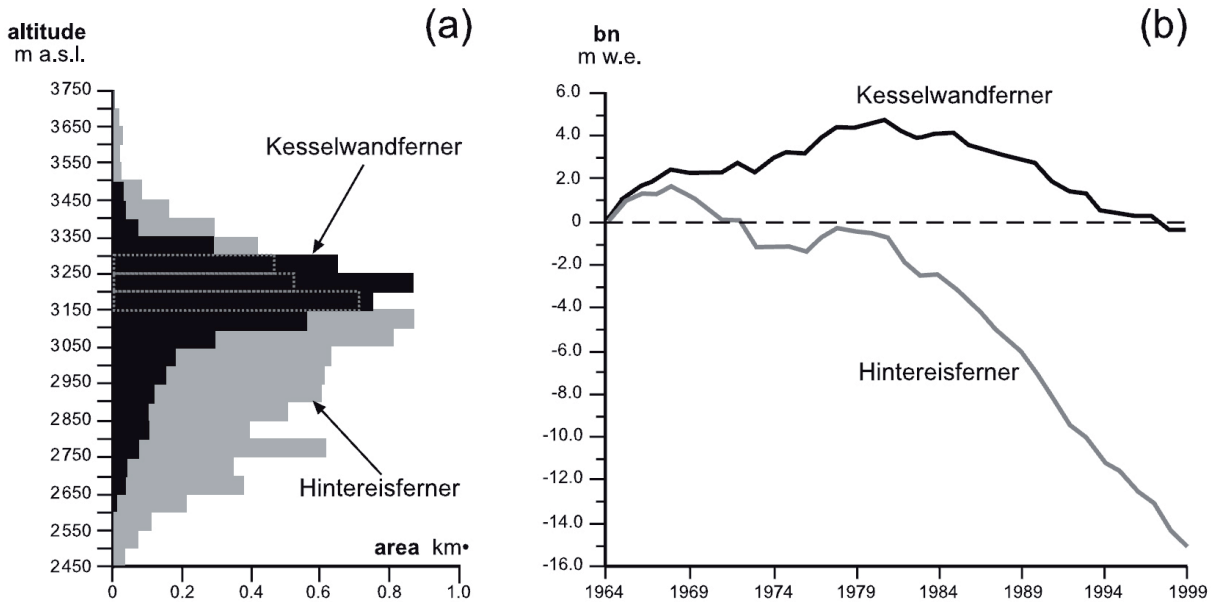 (a)
altitude
m a.s.l.
3750
3650
3550
3450
3350
3250
3150
3050
2950
2850
2750
2650
2550
2450
Kesselwandferner
Hintereisferner
area km•
0 0.2 0.4 0.6 0.8 1.0
(b)
bn
m w.e.
6.0
4.0
2.0
0
-2.0
-4.0
-6.0
-8.0
-10.0
-12.0
-14.0
-16.0
Kesselwandferner
Hintereisferner
1964 1969 1974 1979 1984 1989 1994 1999